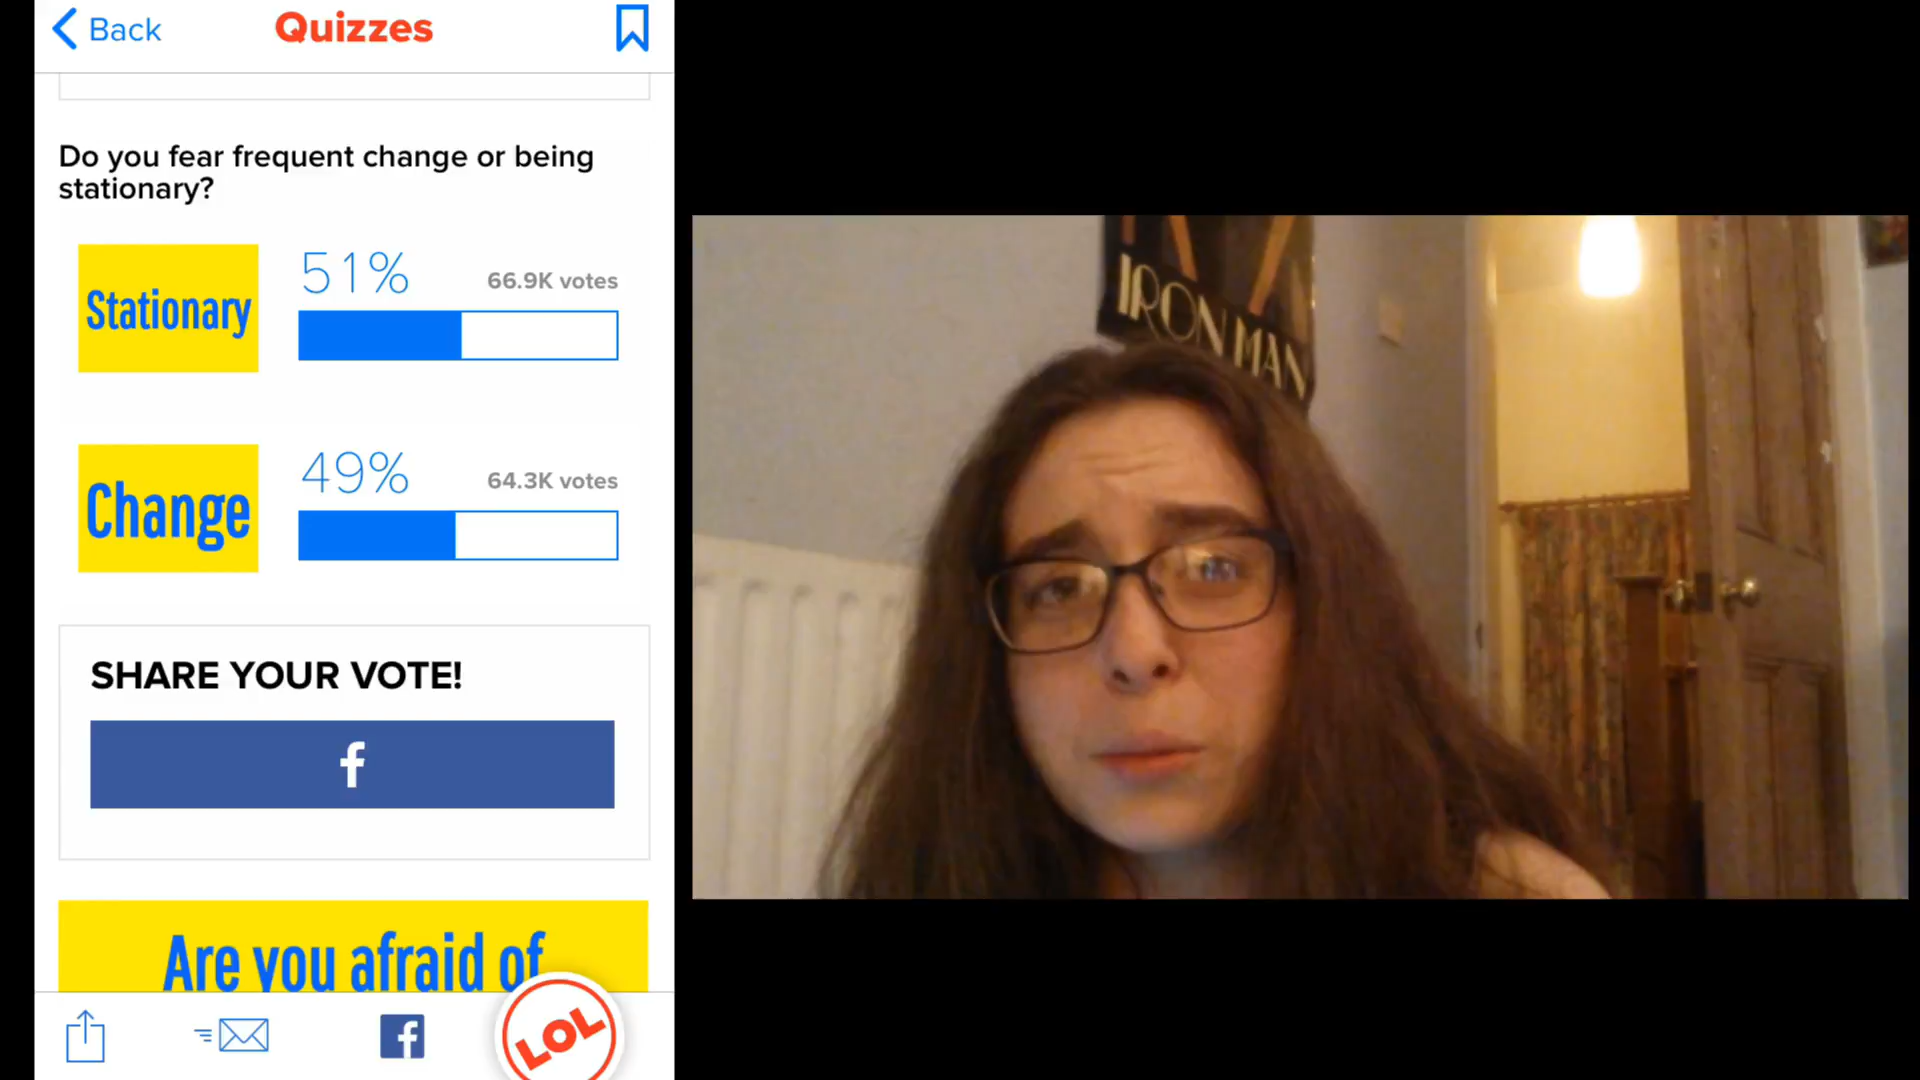 Back
Quizzes
Do you fear frequent change or being
stationary?
Stationary
51%
66.9K votes
Change
49%
64.3K votes
SHARE YOUR VOTE!
f
Are you afraid of
f
LOL
IRON MAN